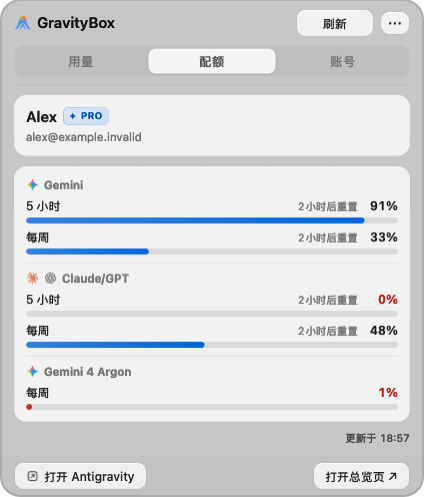 GravityBox 刷新 ···
用量 配额 账号
Alex PRO
alex@example.invalid
Gemini
5 小时 2小时后重置 91%
每周 2小时后重置 33%
Claude/GPT
5 小时 2小时后重置 0%
每周 2小时后重置 48%
Gemini 4 Argon
每周 1%
更新于 18:57
打开 Antigravity 打开总览页 ↗